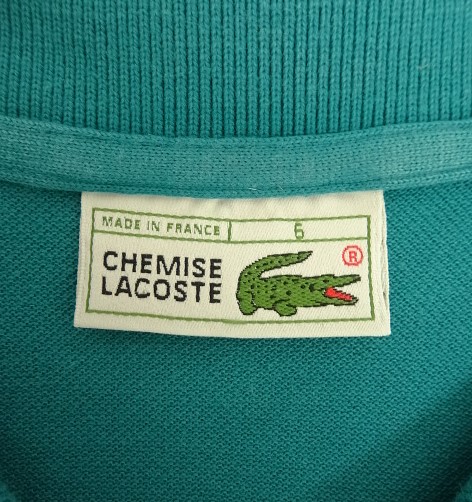 MADE IN FRANCE 6
CHEMISE
LACOSTE
®